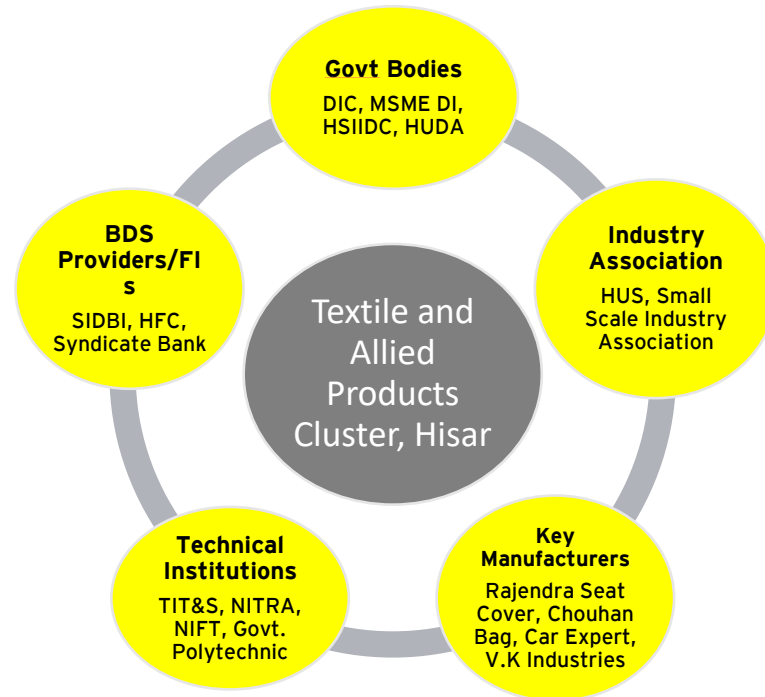 Govt Bodies
DIC, MSME DI,
HSIIDC, HUDA
Industry
Association
HUS, Small
Scale Industry
Association
Key
Manufacturers
Rajendra Seat
Cover, Chouhan
Bag, Car Expert,
V.K Industries
Technical
Institutions
TIT&S, NITRA,
NIFT, Govt.
Polytechnic
BDS
Providers/FI
s
SIDBI, HFC,
Syndicate Bank
Textile and
Allied
Products
Cluster, Hisar